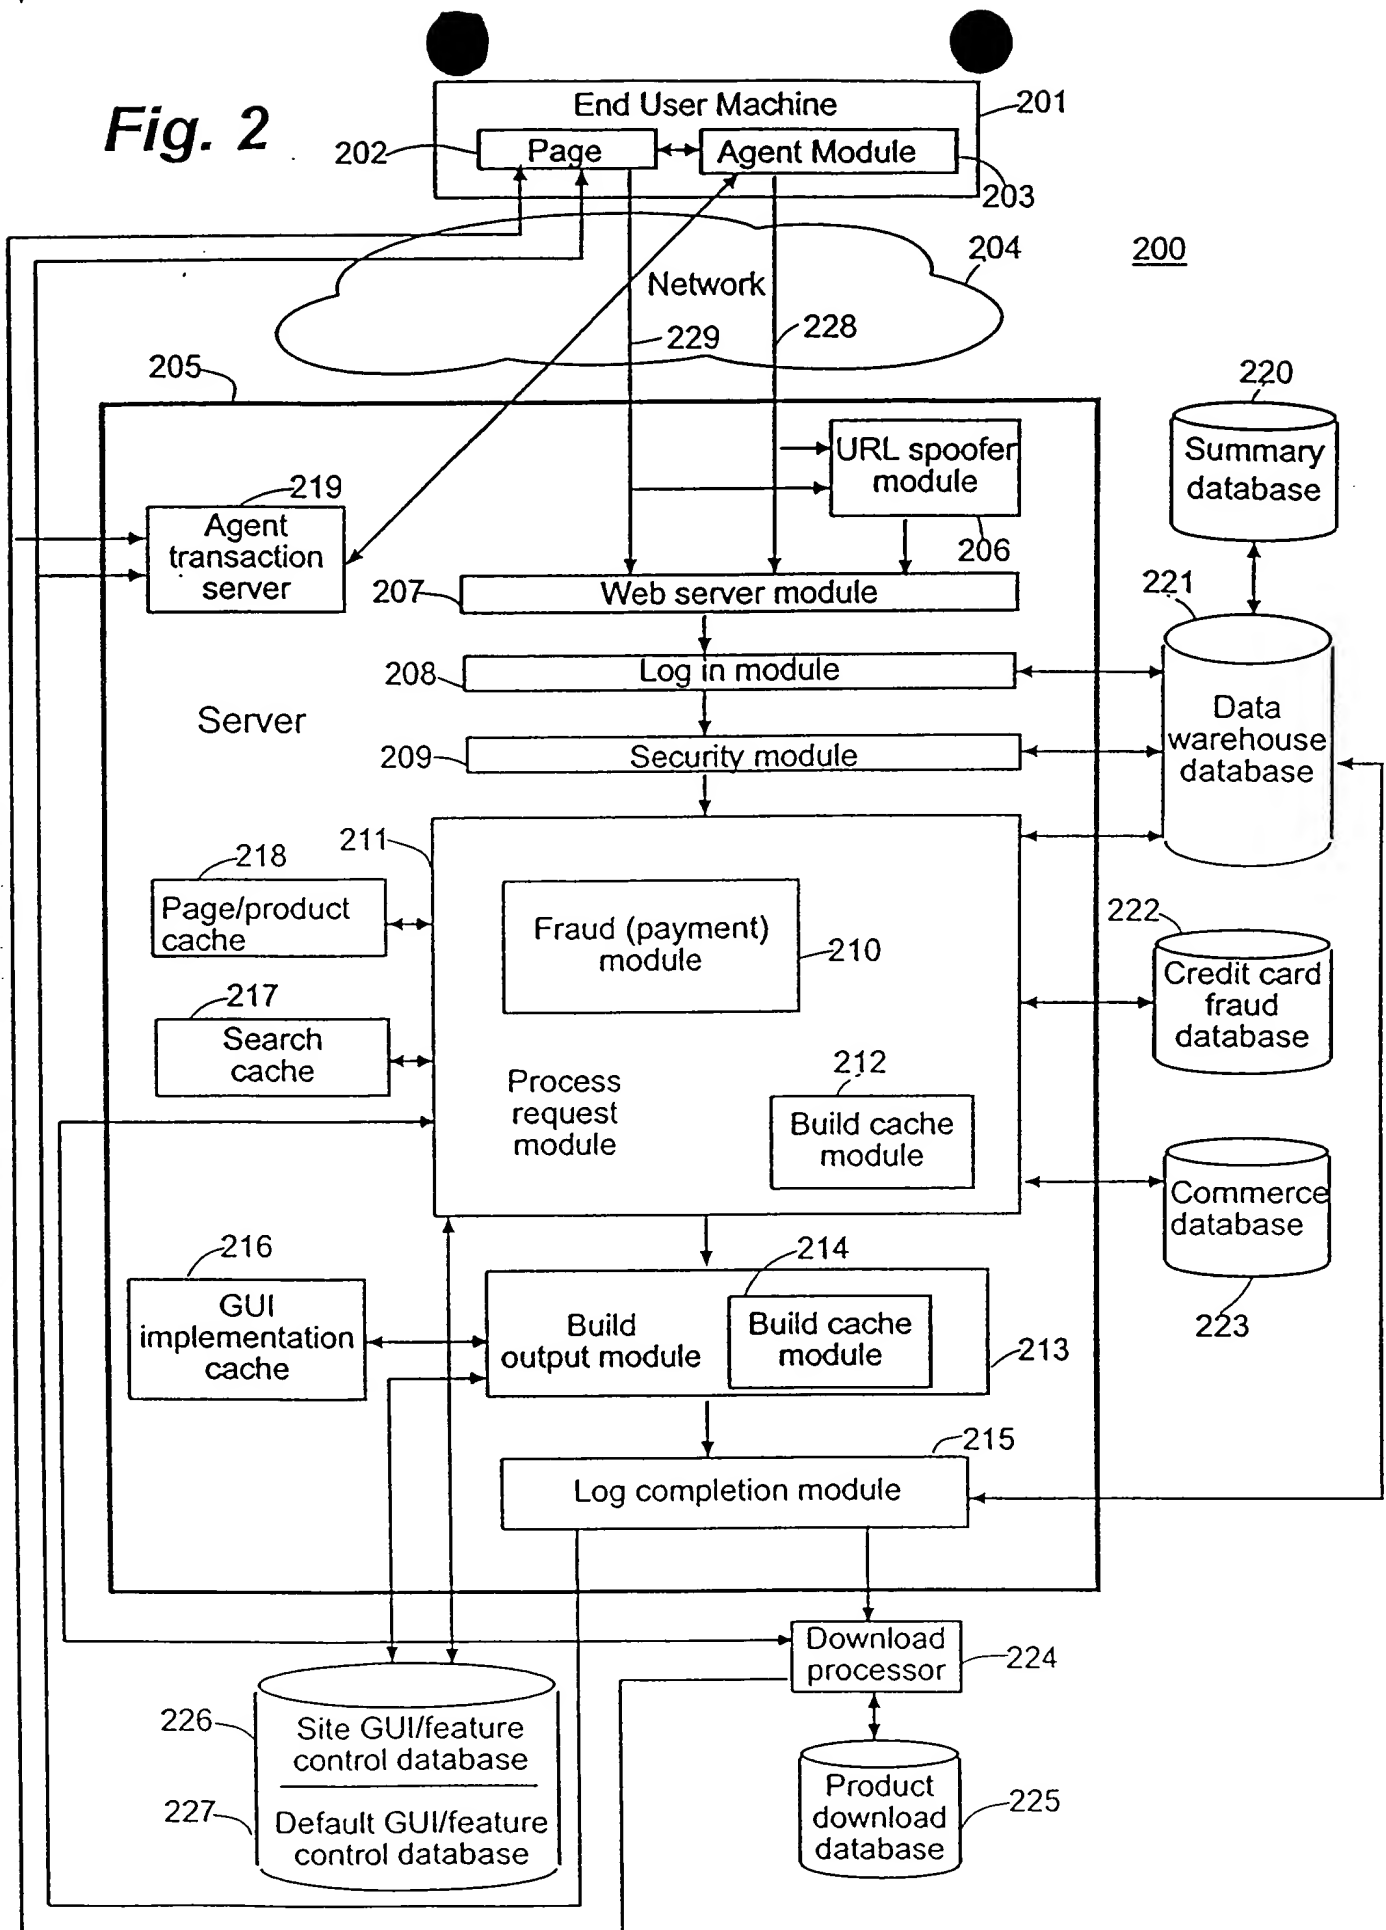 Fig. 2
End User Machine
201
202
Page
Agent Module
203
204
200
Network
229
228
205
220
URL spoofer
module
206
Summary
database
219
Agent
transaction
server
207
Web server module
221
208
Log in module
Server
209
Security module
Data
warehouse
database
211
218
Page/product
cache
Fraud (payment)
module
210
222
Credit card
fraud
database
217
Search
cache
Process
request
module
212
Build cache
module
Commerce
database
223
216
GUI
implementation
cache
214
Build
output module
Build cache
module
213
215
Log completion module
Download
processor
224
226
Site GUI/feature
control database
227
Default GUI/feature
control database
Product
download
database
225